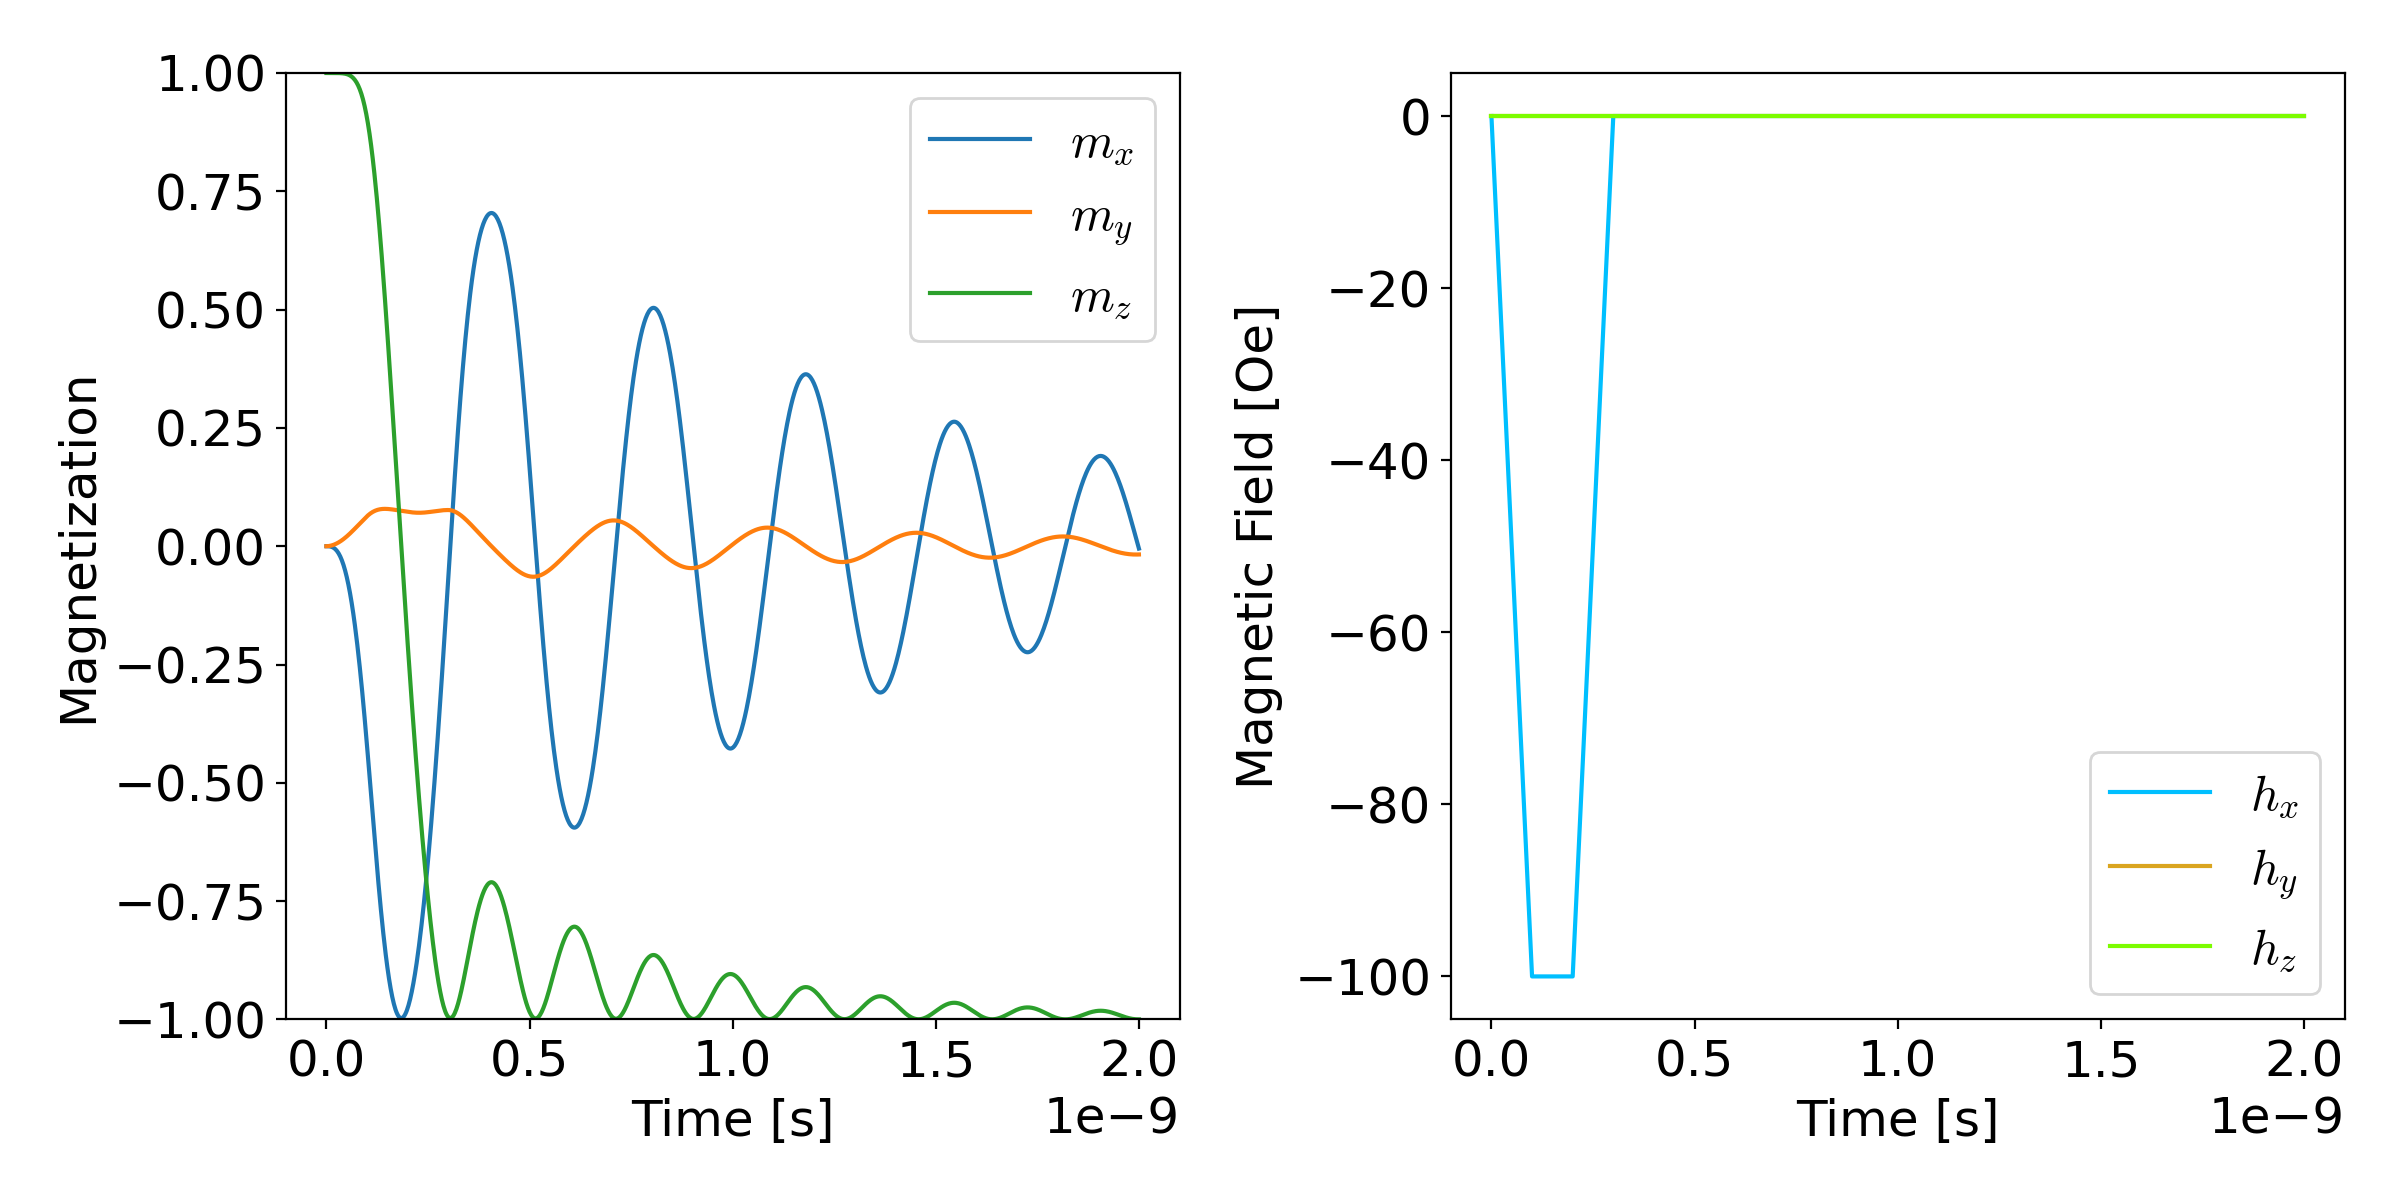 Magnetization
1.00
0.75
0.50
0.25
0.00
−0.25
−0.50
−0.75
−1.00
0.0 0.5 1.0 1.5 2.0
Time [s]
1e−9
m_x
m_y
m_z
Magnetic Field [Oe]
0
−20
−40
−60
−80
−100
0.0 0.5 1.0 1.5 2.0
Time [s]
1e−9
h_x
h_y
h_z